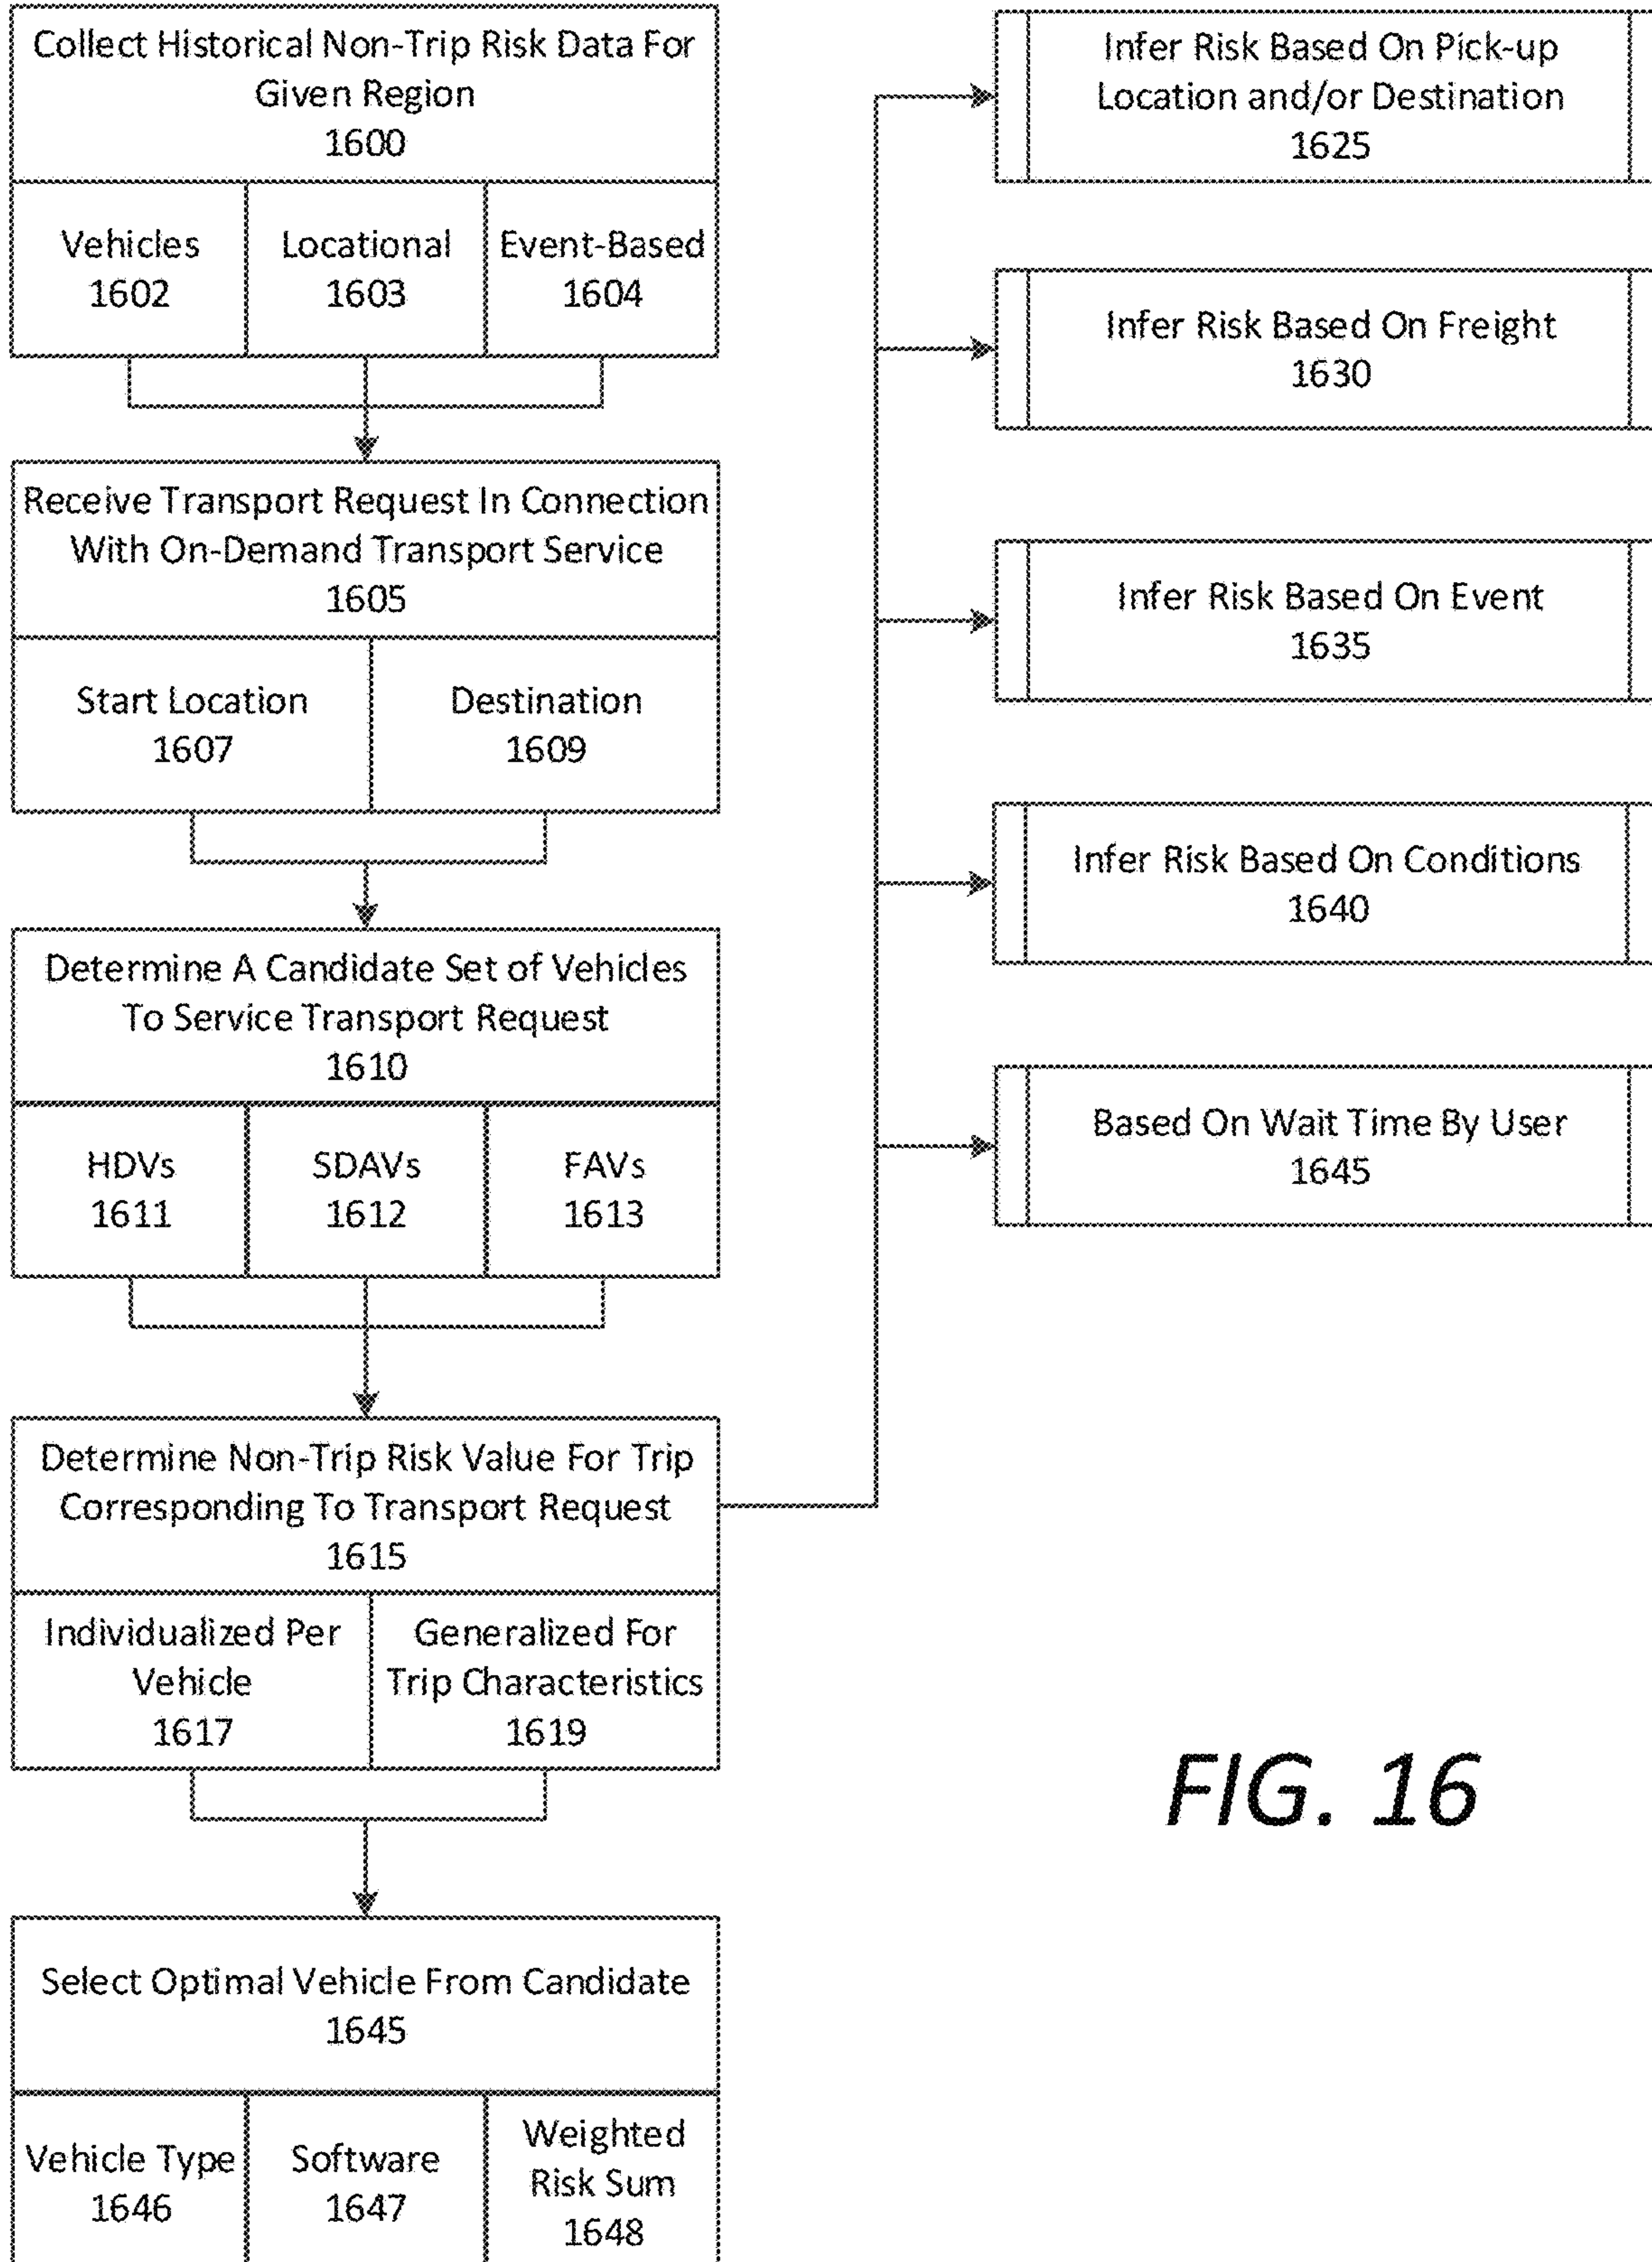 Collect Historical Non-Trip Risk Data For
Given Region
1600
Vehicles
1602
Locational
1603
Event-Based
1604
Receive Transport Request In Connection
With On-Demand Transport Service
1605
Start Location
1607
Destination
1609
Determine A Candidate Set of Vehicles
To Service Transport Request
1610
HDVs
1611
SDAVs
1612
FAVs
1613
Determine Non-Trip Risk Value For Trip
Corresponding To Transport Request
1615
Individualized Per
Vehicle
1617
Generalized For
Trip Characteristics
1619
Select Optimal Vehicle From Candidate
1645
Vehicle Type
1646
Software
1647
Weighted
Risk Sum
1648
Infer Risk Based On Pick-up
Location and/or Destination
1625
Infer Risk Based On Freight
1630
Infer Risk Based On Event
1635
Infer Risk Based On Conditions
1640
Based On Wait Time By User
1645
FIG. 16